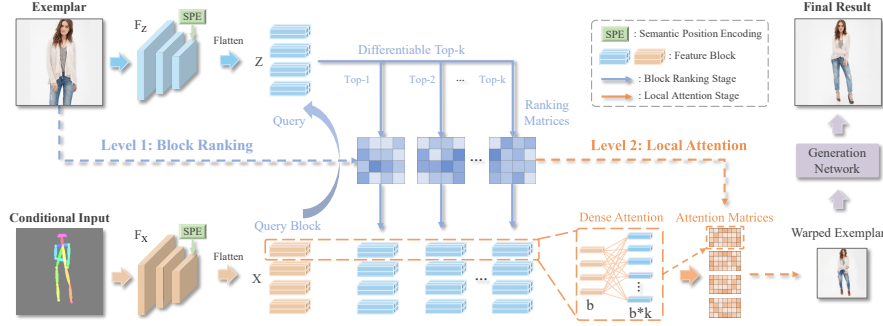 Exemplar
F_Z
SPE
Flatten
Z
Differentiable Top-k
Top-1
Top-2
...
Top-k
Query
Ranking
Matrices
Level 1: Block Ranking
...
Level 2: Local Attention
SPE : Semantic Position Encoding
: Feature Block
: Block Ranking Stage
: Local Attention Stage
Final Result
Generation
Network
Conditional Input
F_X
SPE
Flatten
X
Query Block
...
Dense Attention
b
b*k
Attention Matrices
Warped Exemplar